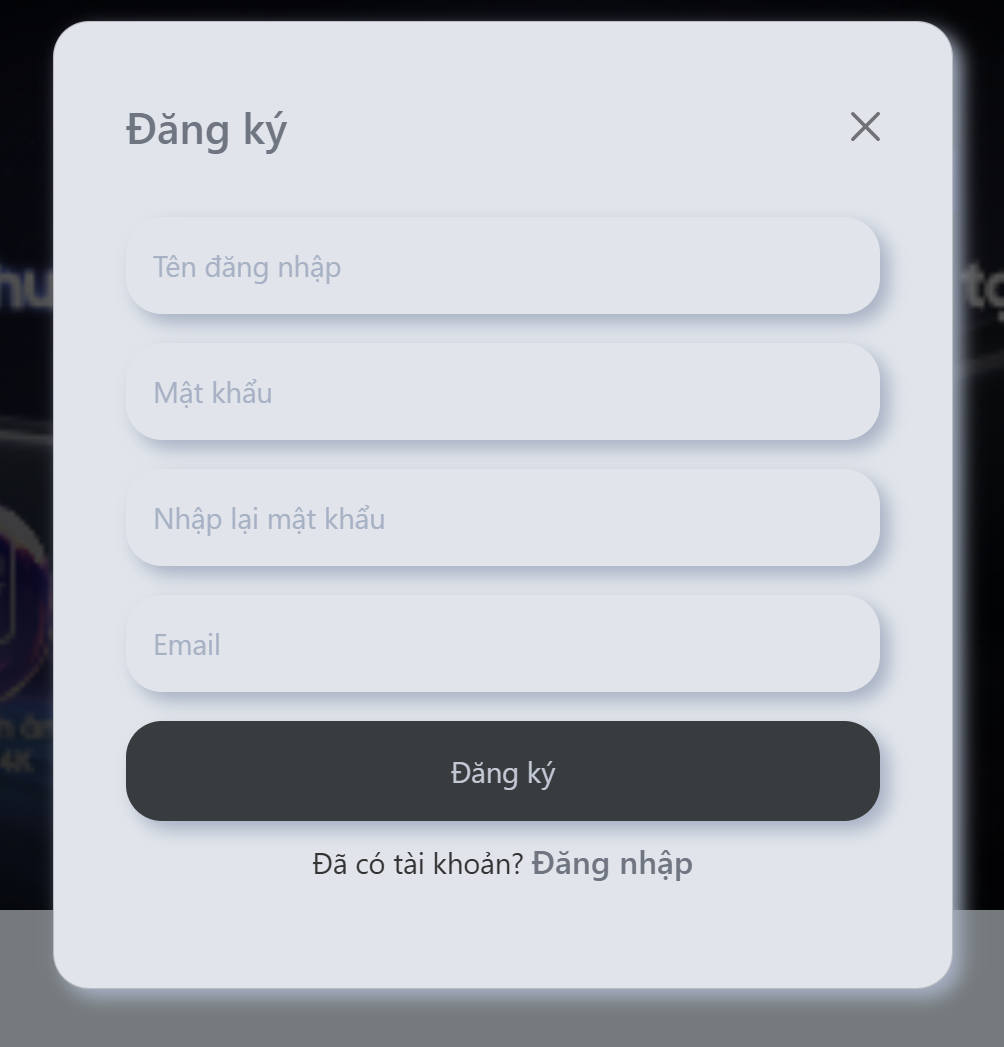 Đăng ký
Tên đăng nhập
Mật khẩu
Nhập lại mật khẩu
Email
Đăng ký
Đã có tài khoản? Đăng nhập
4K